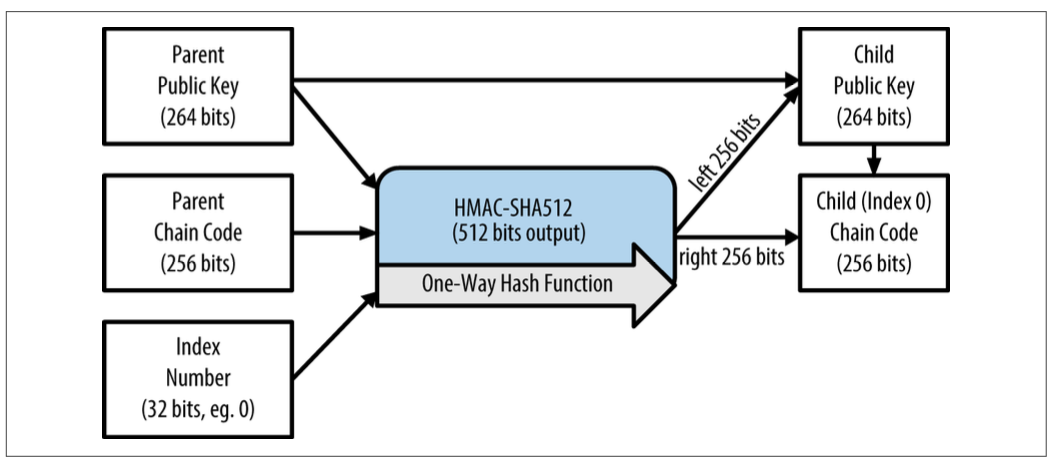 Parent
Public Key
(264 bits)
Parent
Chain Code
(256 bits)
Index
Number
(32 bits, eg. 0)
HMAC-SHA512
(512 bits output)
One-Way Hash Function
left 256 bits
right 256 bits
Child
Public Key
(264 bits)
Child (Index 0)
Chain Code
(256 bits)